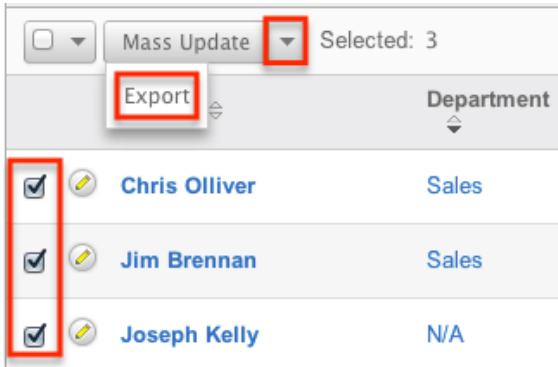 Mass Update Selected: 3
Export
Department
Chris Olliver Sales
Jim Brennan Sales
Joseph Kelly N/A